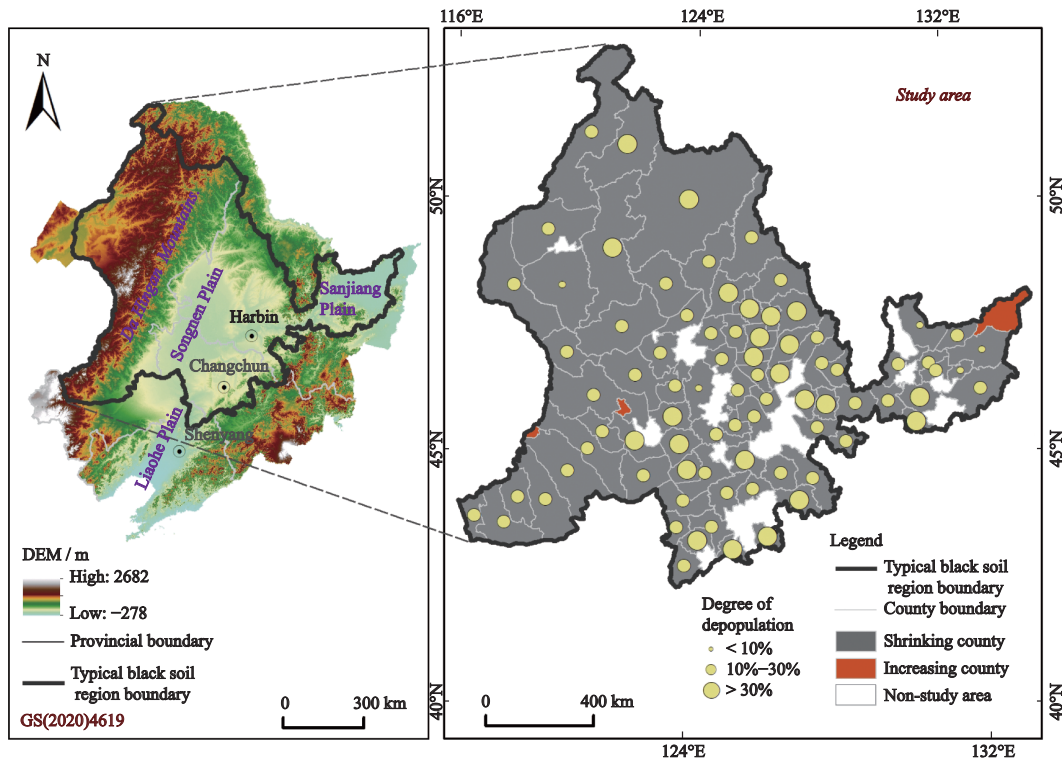 116°E
124°E
132°E
N
Study area
50°N
50°N
Da Hinggan Mountains
Songnen Plain
Sanjiang
Plain
Harbin
Changchun
Shenyang
Liaohe Plain
45°N
45°N
DEM / m
High: 2682
Low: −278
Provincial boundary
Typical black soil
region boundary
GS(2020)4619
0
300 km
Degree of
depopulation
< 10%
10%−30%
> 30%
0
400 km
Legend
Typical black soil
region boundary
County boundary
Shrinking county
Increasing county
Non-study area
40°N
40°N
124°E
132°E